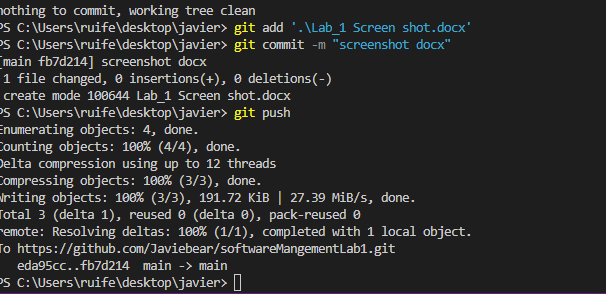 nothing to commit, working tree clean
PS C:\Users\ruife\desktop\javier> git add '.\Lab_1 Screen shot.docx'
PS C:\Users\ruife\desktop\javier> git commit -m "screenshot docx"
[main fb7d214] screenshot docx
1 file changed, 0 insertions(+), 0 deletions(-)
create mode 100644 Lab_1 Screen shot.docx
PS C:\Users\ruife\desktop\javier> git push
Enumerating objects: 4, done.
Counting objects: 100% (4/4), done.
Delta compression using up to 12 threads
Compressing objects: 100% (3/3), done.
Writing objects: 100% (3/3), 191.72 KiB | 27.39 MiB/s, done.
Total 3 (delta 1), reused 0 (delta 0), pack-reused 0
remote: Resolving deltas: 100% (1/1), completed with 1 local object.
To https://github.com/Javiebear/softwareMangementLab1.git
eda95cc..fb7d214  main -> main
PS C:\Users\ruife\desktop\javier>